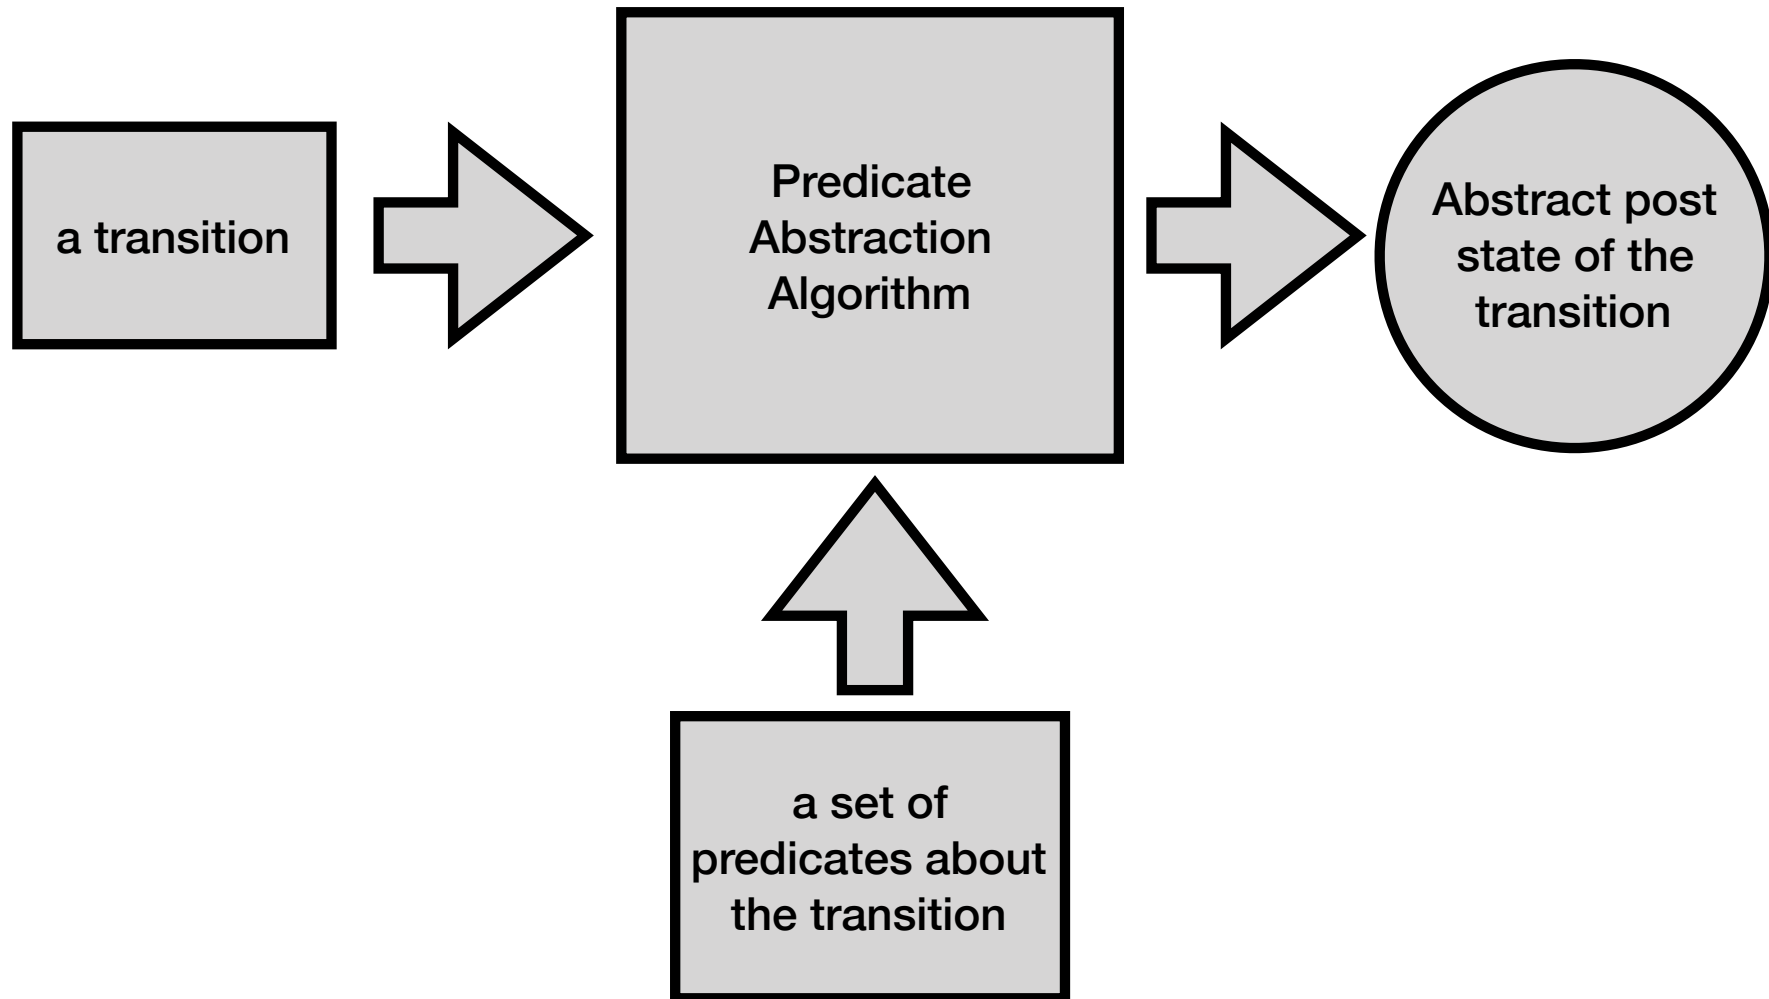 a transition
Predicate
Abstraction
Algorithm
Abstract post
state of the
transition
a set of
predicates about
the transition